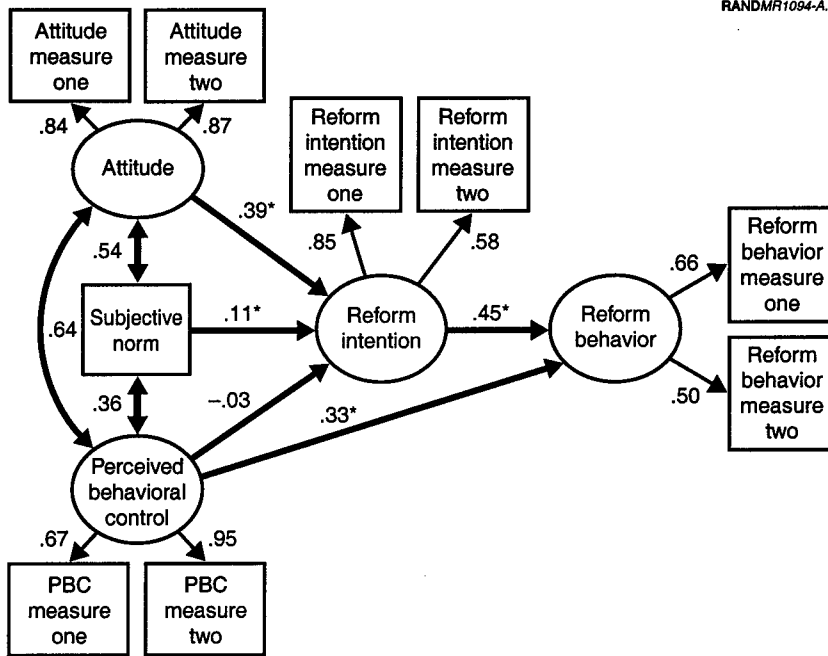 RANDMR1094-A.
Attitude
measure
one
Attitude
measure
two
.84
.87
Attitude
Reform
intention
measure
one
Reform
intention
measure
two
.39*
.85
.58
.54
Reform
behavior
measure
one
.66
.64
Subjective
norm
.11*
Reform
intention
.45*
Reform
behavior
.36
–.03
.33*
.50
Reform
behavior
measure
two
Perceived
behavioral
control
.67
.95
PBC
measure
one
PBC
measure
two